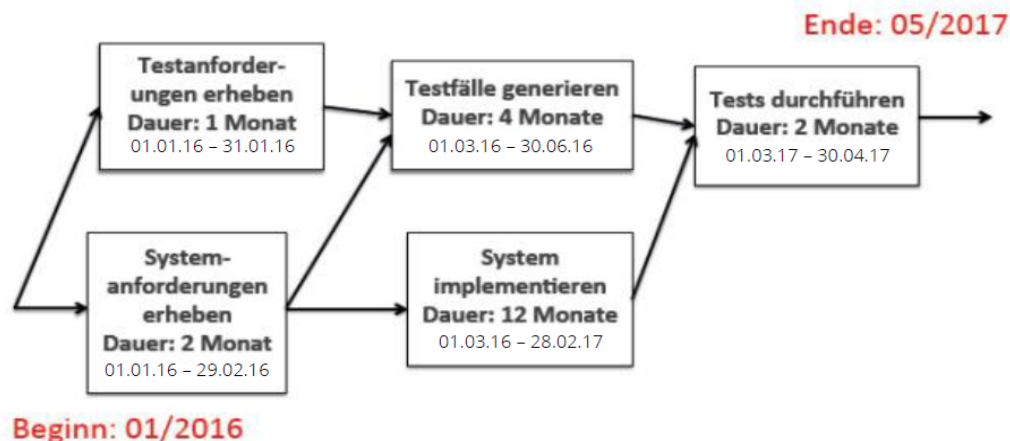 Ende: 05/2017
Testanforder-
ungen erheben
Dauer: 1 Monat
01.01.16 – 31.01.16
Testfälle generieren
Dauer: 4 Monate
01.03.16 – 30.06.16
Tests durchführen
Dauer: 2 Monate
01.03.17 – 30.04.17
System-
anforderungen
erheben
Dauer: 2 Monat
01.01.16 – 29.02.16
System
implementieren
Dauer: 12 Monate
01.03.16 – 28.02.17
Beginn: 01/2016